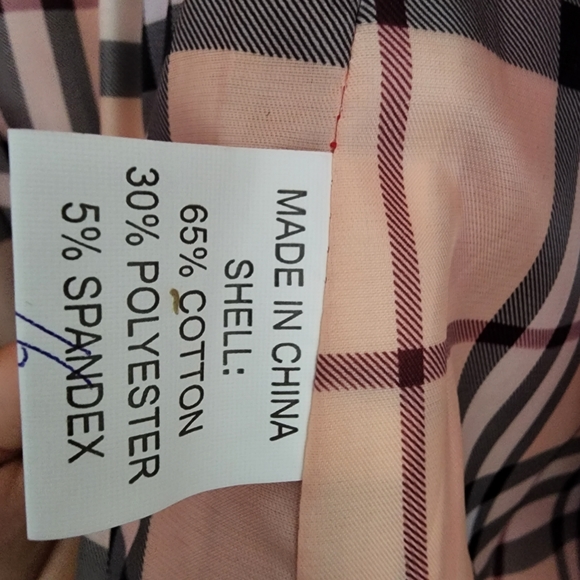 MADE IN CHINA
SHELL:
65% COTTON
30% POLYESTER
5% SPANDEX